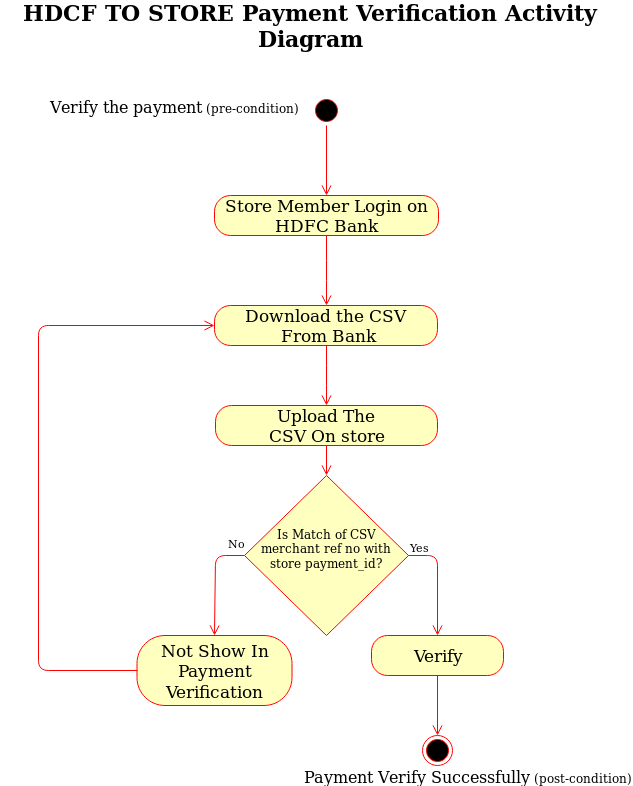 HDCF TO STORE Payment Verification Activity
Diagram
Verify the payment (pre-condition)
Store Member Login on
HDFC Bank
Download the CSV
From Bank
Upload The
CSV On store
Is Match of CSV
merchant ref no with
store payment_id?
No
Yes
Not Show In
Payment
Verification
Verify
Payment Verify Successfully (post-condition)